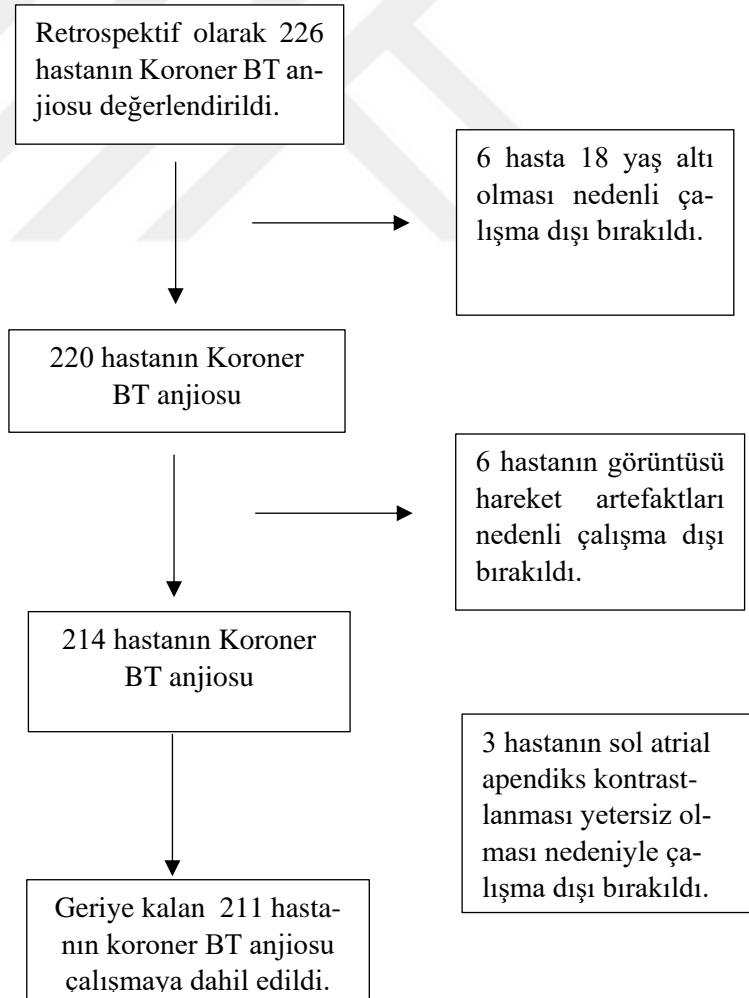 Retrospektif olarak 226
hastanın Koroner BT an-
jiosu değerlendirildi.
6 hasta 18 yaş altı
olması nedenli ça-
lışma dışı bırakıldı.
220 hastanın Koroner
BT anjiosu
6 hastanın görüntüsü
hareket artefaktları
nedenli çalışma dışı
bırakıldı.
214 hastanın Koroner
BT anjiosu
3 hastanın sol atrial
apendiks kontrast-
lanması yetersiz ol-
ması nedeniyle ça-
lışma dışı bırakıldı.
Geriye kalan 211 hasta-
nın koroner BT anjiosu
çalışmaya dahil edildi.